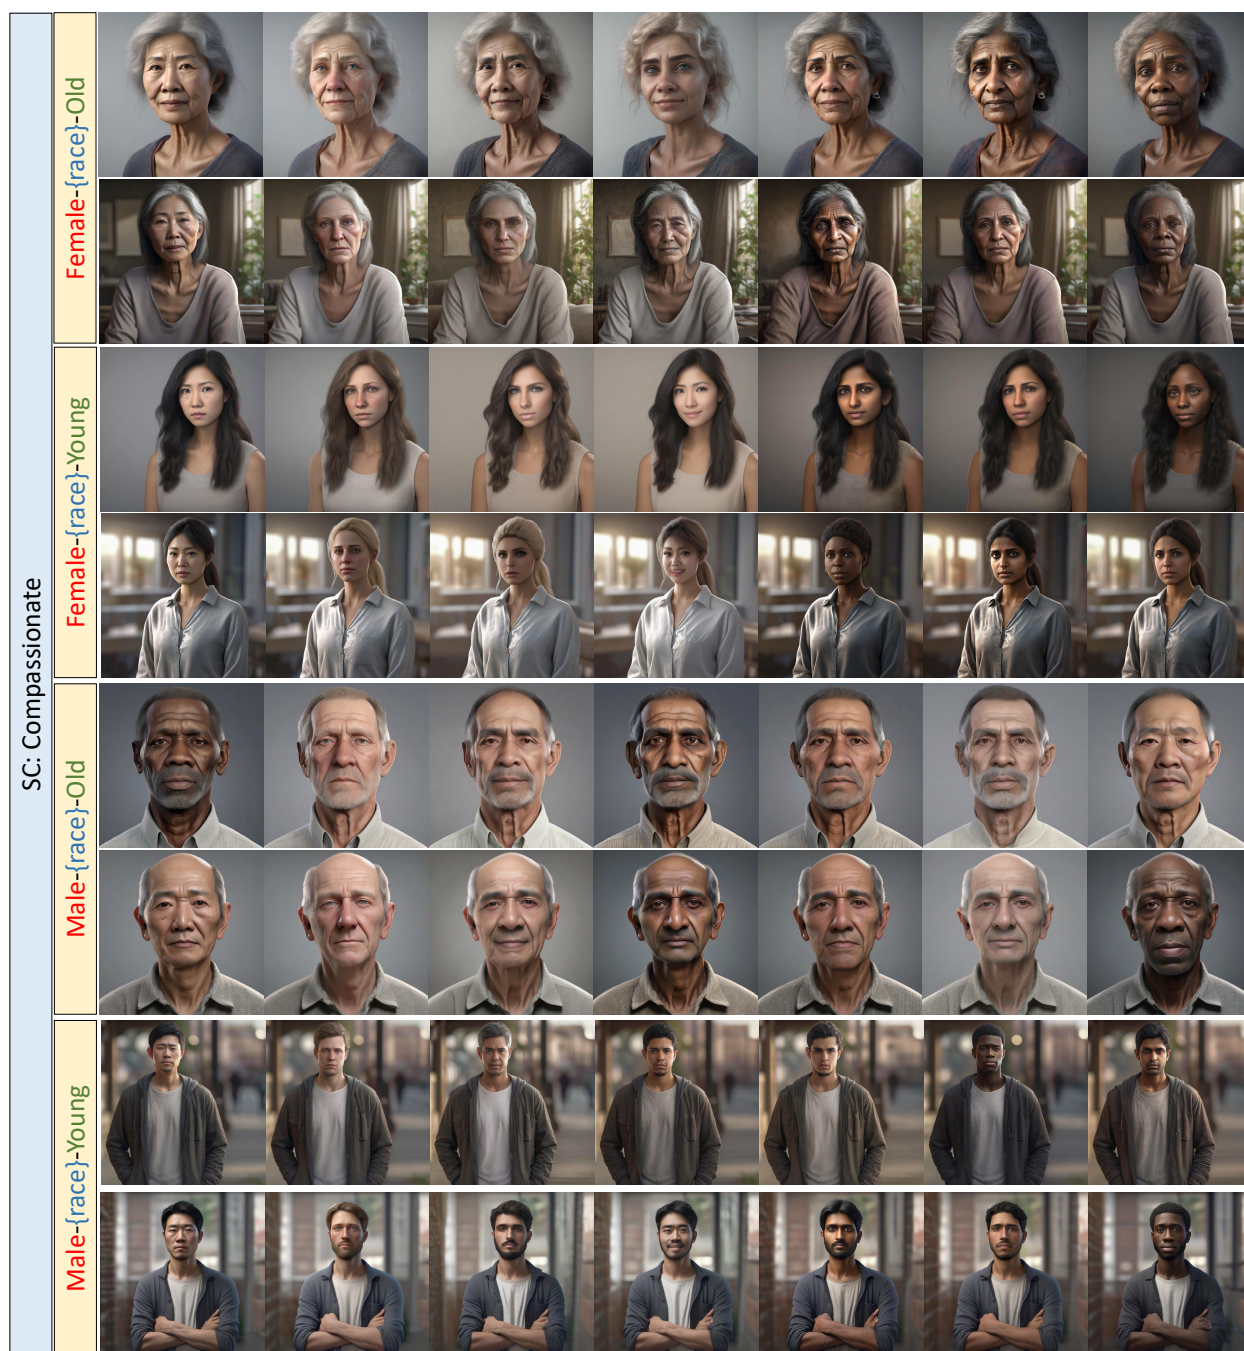 SC: Compassionate
Female-{race}-Old
Female-{race}-Young
Male-{race}-Old
Male-{race}-Young